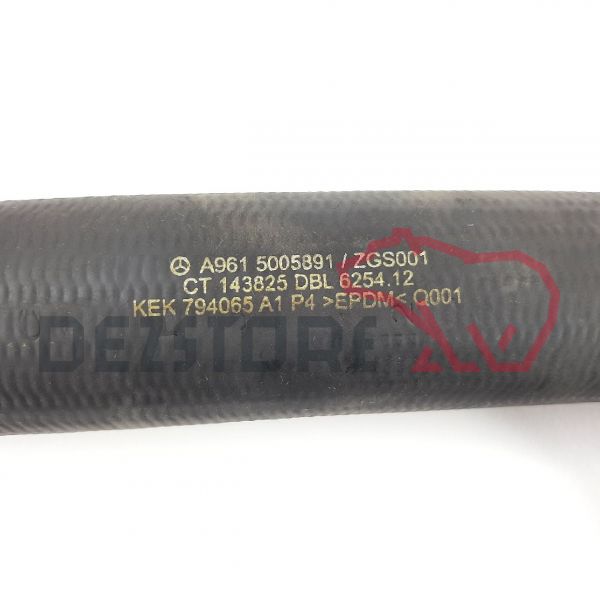 A961 5005891 / ZGS001
CT 143825 DBL 6254.12
KEK 794065 A1 P4 >EPDM< Q001
DEZSTORE